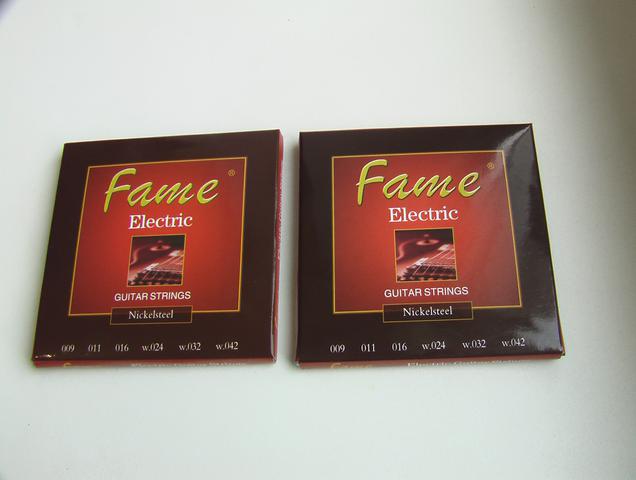 Fame®
Electric
GUITAR STRINGS
Nickelsteel
009 011 016 w.024 w.032 w.042
Fame®
Electric
GUITAR STRINGS
Nickelsteel
009 011 016 w.024 w.032 w.042